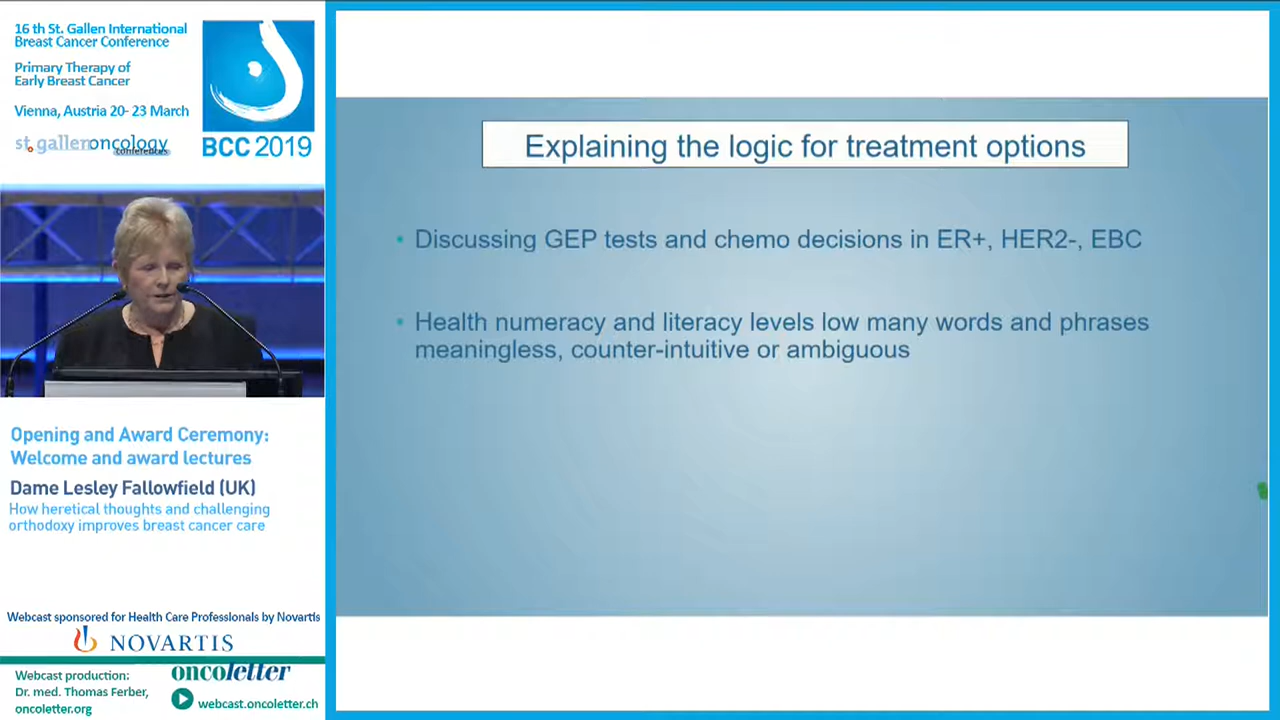 16 th St. Gallen International
Breast Cancer Conference
Primary Therapy of
Early Breast Cancer
Vienna, Austria 20- 23 March
st.gallenoncology
conferences
BCC 2019
Opening and Award Ceremony:
Welcome and award lectures
Dame Lesley Fallowfield (UK)
How heretical thoughts and challenging
orthodoxy improves breast cancer care
Webcast sponsored for Health Care Professionals by Novartis
NOVARTIS
Webcast production:
Dr. med. Thomas Ferber,
oncoletter.org
oncoletter
webcast.oncoletter.ch
Explaining the logic for treatment options
• Discussing GEP tests and chemo decisions in ER+, HER2-, EBC
• Health numeracy and literacy levels low many words and phrases
meaningless, counter-intuitive or ambiguous